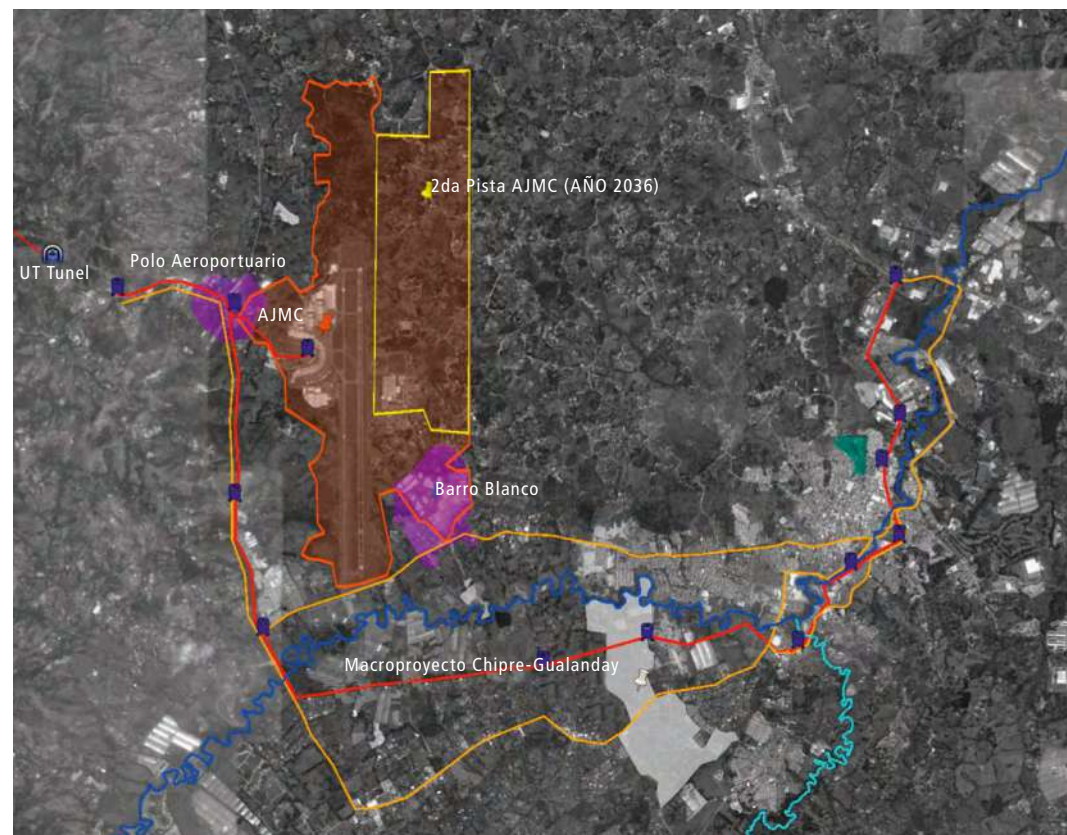 2da Pista AJMC (AÑO 2036)
Polo Aeroportuario
UT Tunel
AJMC
Barro Blanco
Macroproyecto Chipre-Gualanday